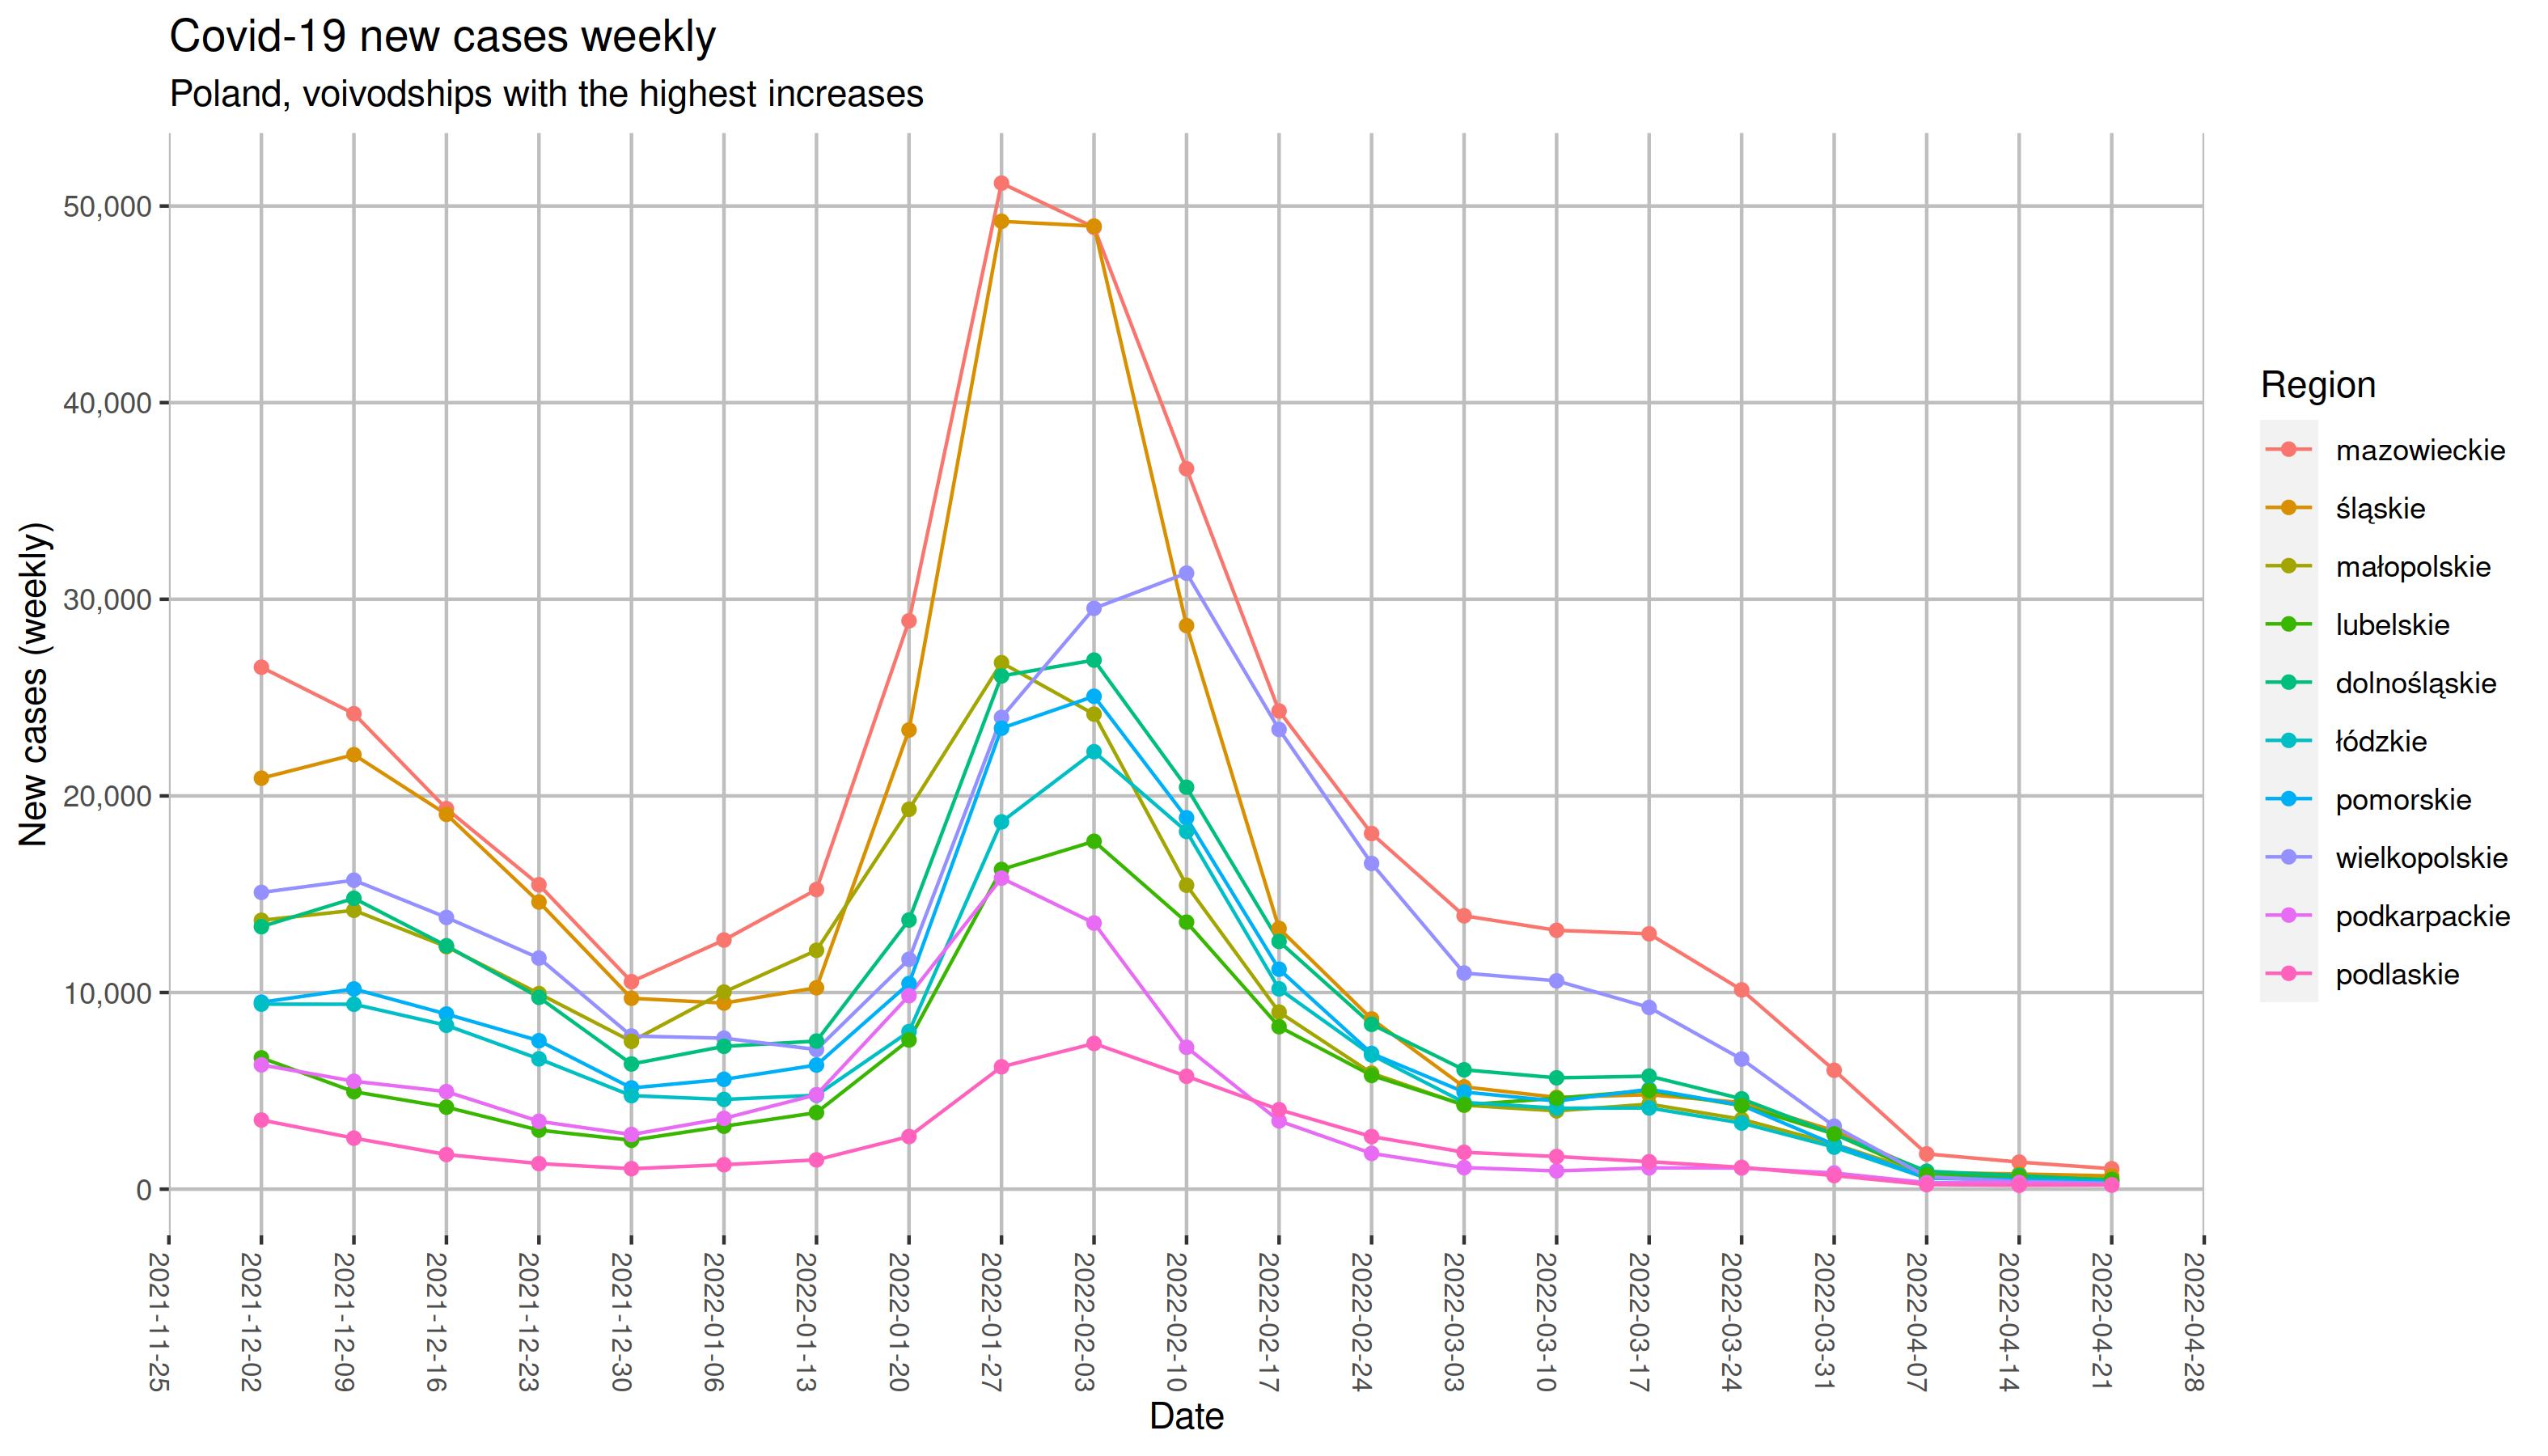 Covid-19 new cases weekly
Poland, voivodships with the highest increases
New cases (weekly)
50,000
40,000
30,000
20,000
10,000
0
2021-11-25
2021-12-02
2021-12-09
2021-12-16
2021-12-23
2021-12-30
2022-01-06
2022-01-13
2022-01-20
2022-01-27
2022-02-03
2022-02-10
2022-02-17
2022-02-24
2022-03-03
2022-03-10
2022-03-17
2022-03-24
2022-03-31
2022-04-07
2022-04-14
2022-04-21
2022-04-28
Date
Region
mazowieckie
śląskie
małopolskie
lubelskie
dolnośląskie
łódzkie
pomorskie
wielkopolskie
podkarpackie
podlaskie